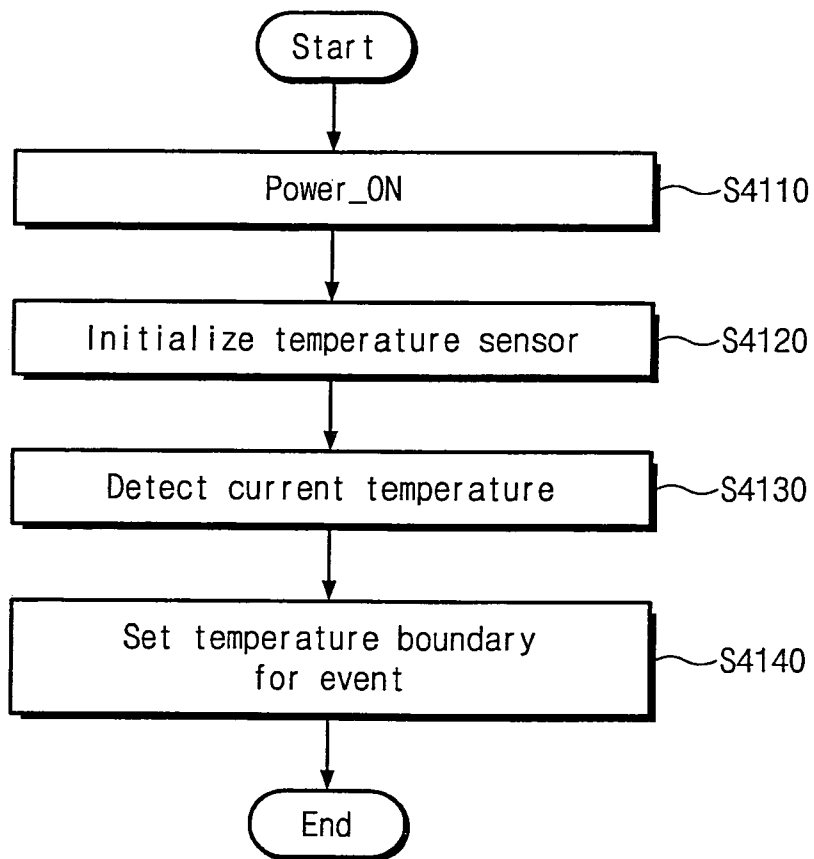 Start
Power_ON
S4110
Initialize temperature sensor
S4120
Detect current temperature
S4130
Set temperature boundary
for event
S4140
End